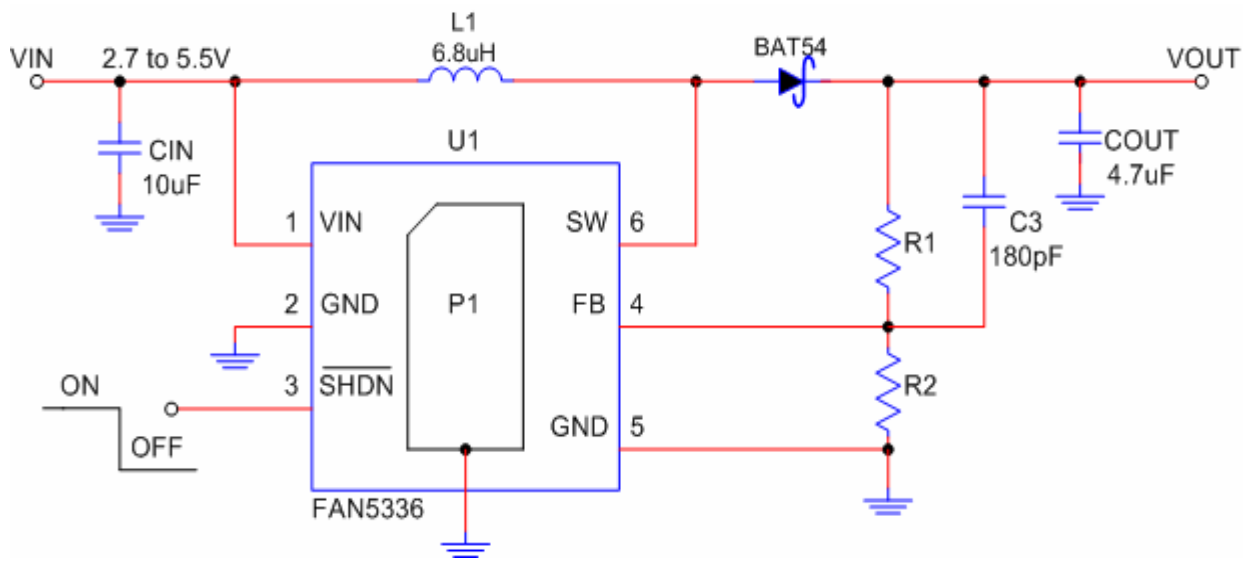 L1
6.8uH
VIN
2.7 to 5.5V
BAT54
VOUT
CIN
10uF
U1
COUT
4.7uF
1
VIN
SW
6
R1
C3
180pF
2
GND
P1
FB
4
3
SHDN
R2
ON
OFF
GND
5
FAN5336